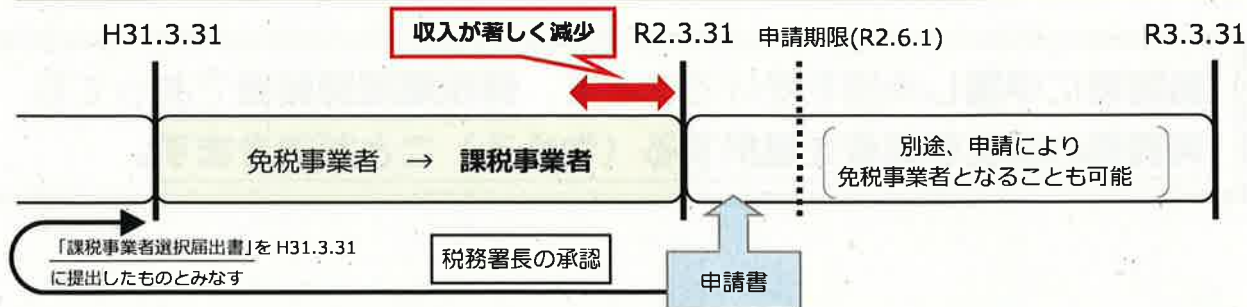 H31.3.31
収入が著しく減少
R2.3.31
申請期限(R2.6.1)
R3.3.31
免税事業者 → 課税事業者
別途、申請により
免税事業者となることも可能
「課税事業者選択届出書」を H31.3.31
に提出したものとみなす
税務署長の承認
申請書